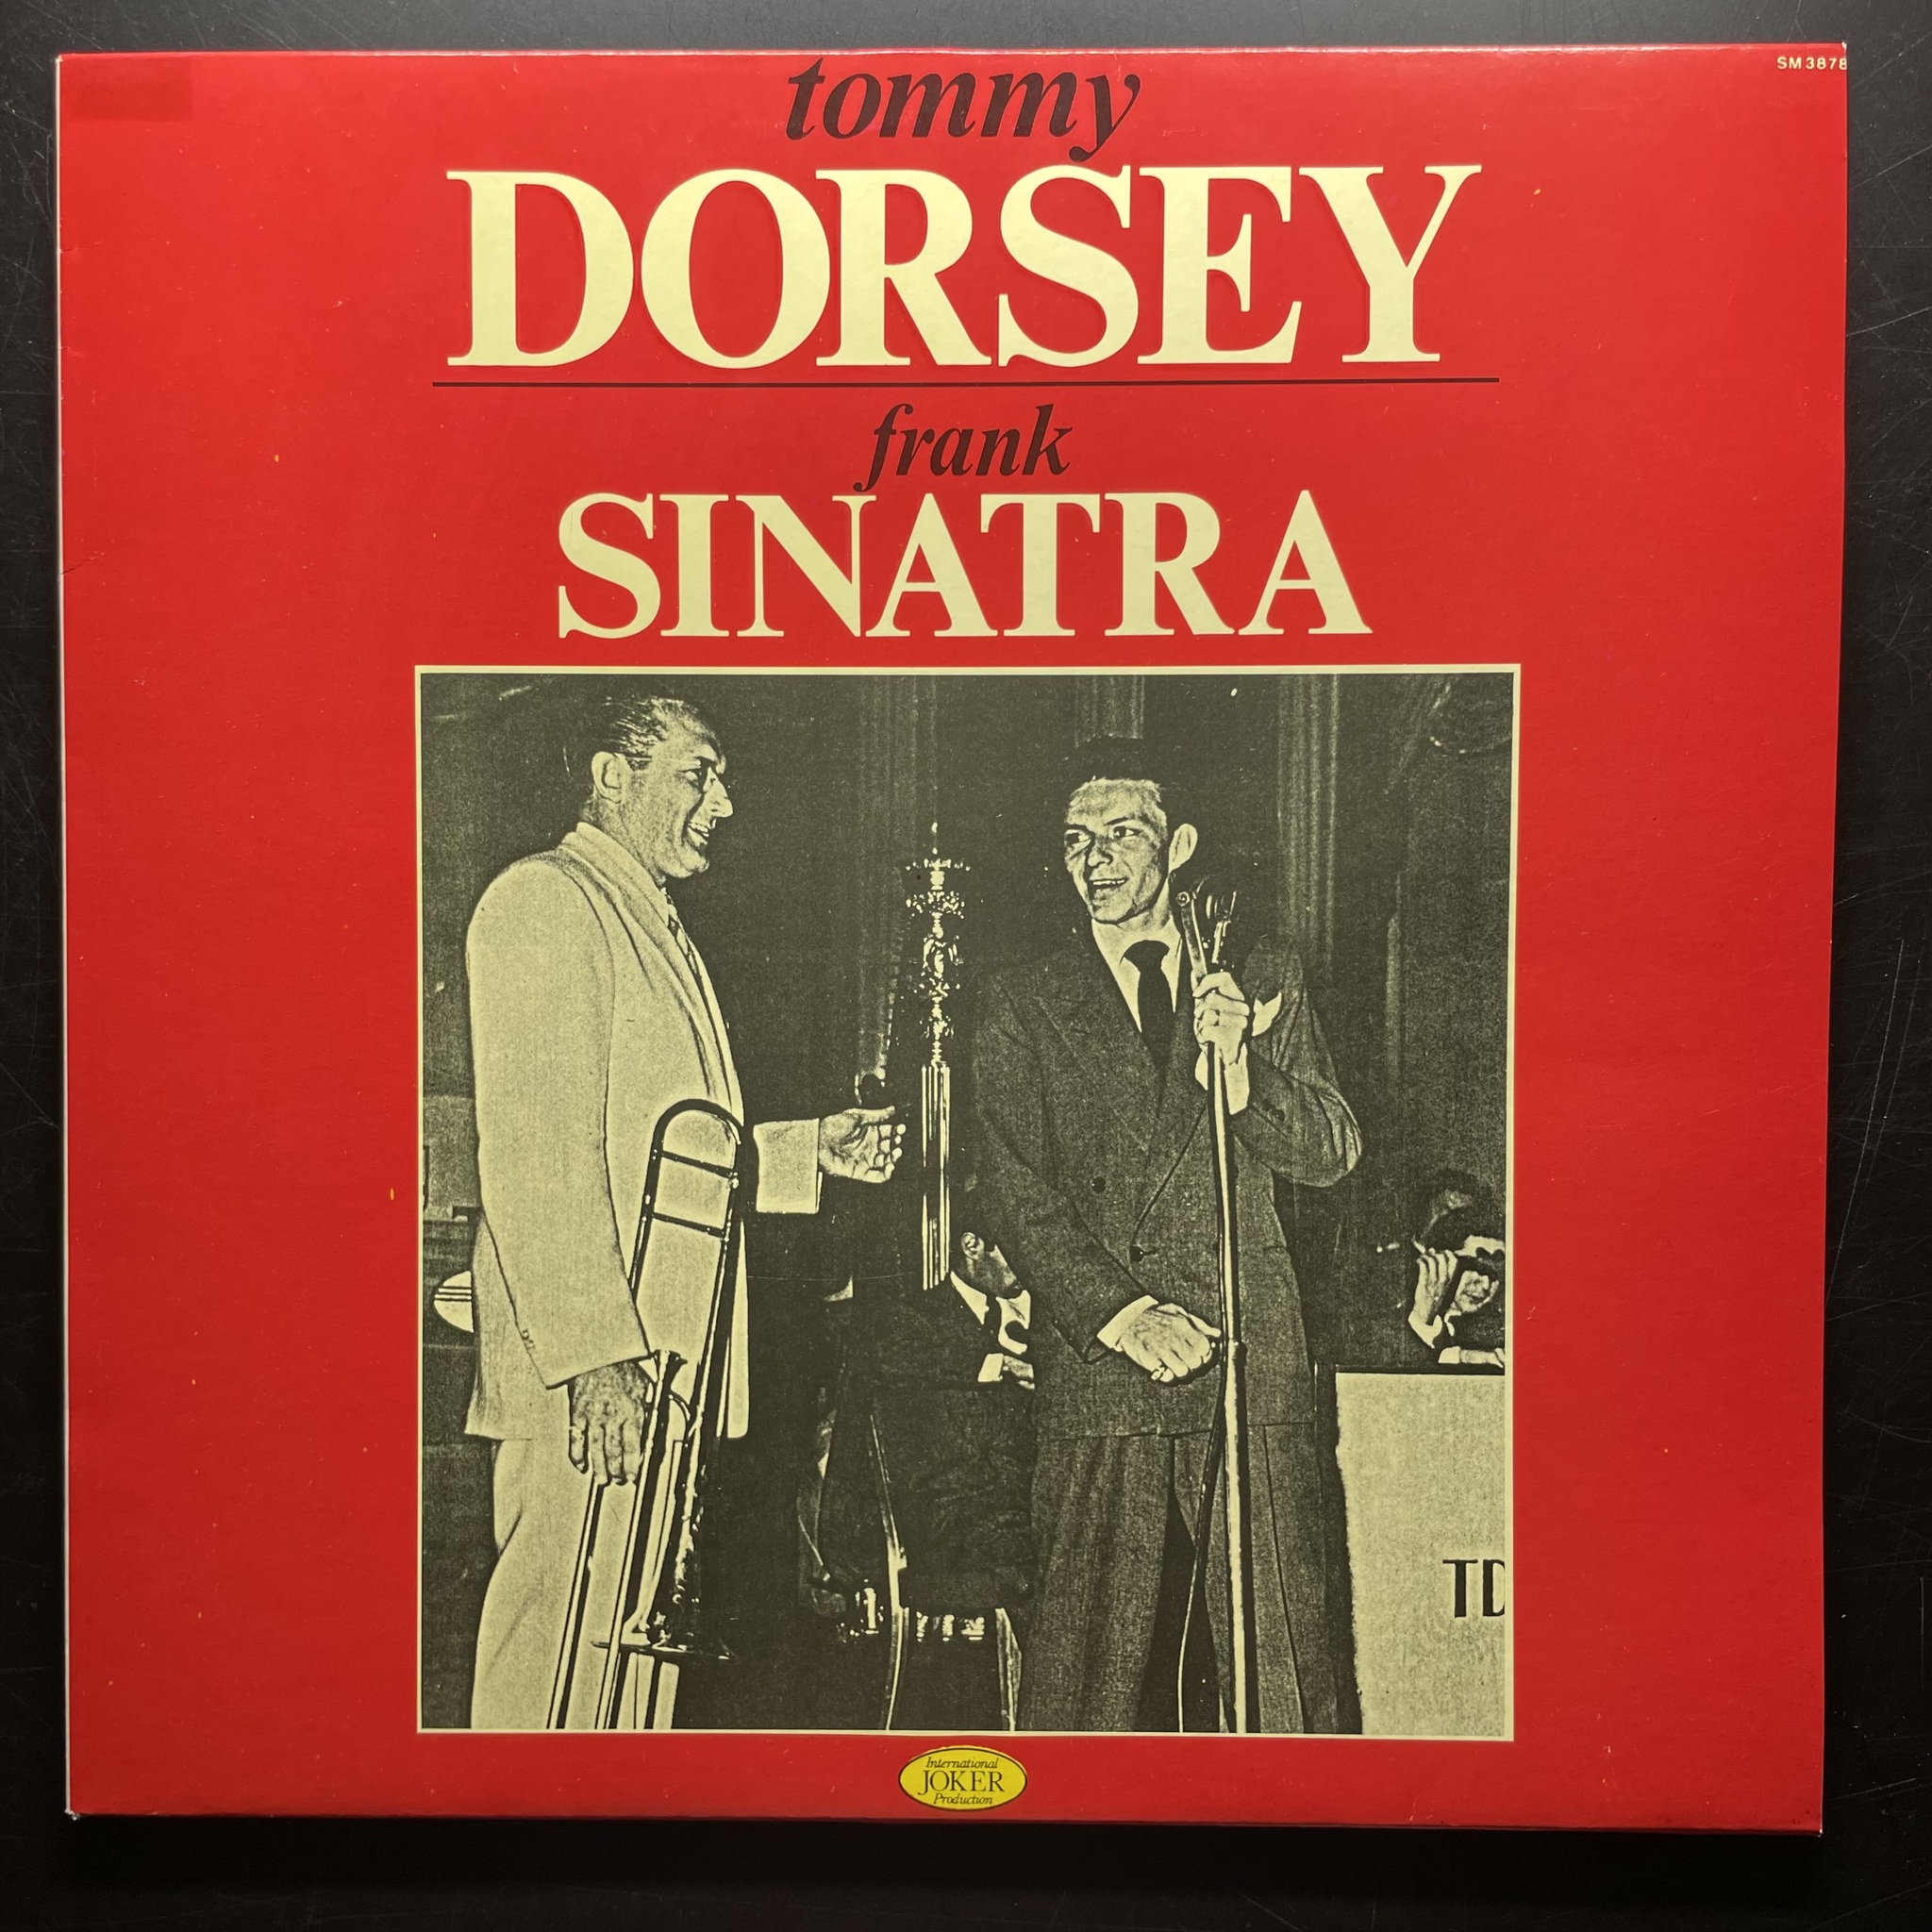 SM 3878
tommy
DORSEY
frank
SINATRA
TD
International
JOKER
Production